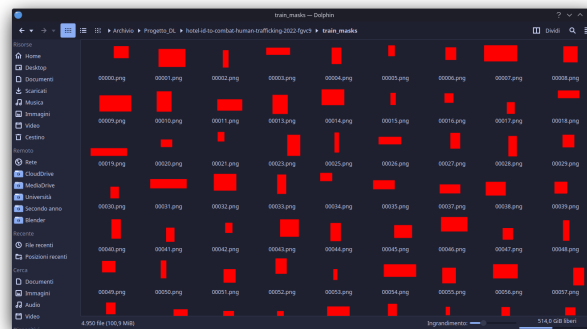 train_masks — Dolphin
Archivio > Progetto_DL > hotel-id-to-combat-human-trafficking-2022-fgvc9 > train_masks
Dividi
Risorse
Home
Desktop
Documenti
Scaricati
Musica
Immagini
Video
Cestino
Remoto
Rete
CloudDrive
MediaDrive
Università
Secondo anno
Blender
Recente
File recenti
Posizioni recenti
Cerca
Documenti
Immagini
Audio
Video
00000.png 00001.png 00002.png 00003.png 00004.png 00005.png 00006.png 00007.png 00008.png
00009.png 00010.png 00011.png 00013.png 00014.png 00015.png 00016.png 00017.png 00018.png
00019.png 00020.png 00021.png 00023.png 00025.png 00026.png 00027.png 00028.png 00029.png
00030.png 00031.png 00032.png 00033.png 00034.png 00035.png 00037.png 00038.png 00039.png
00040.png 00041.png 00042.png 00043.png 00044.png 00045.png 00046.png 00047.png 00048.png
00049.png 00050.png 00051.png 00052.png 00053.png 00054.png 00055.png 00056.png 00057.png
4.950 file (100,9 MiB)
Ingrandimento:
514,0 GiB liberi